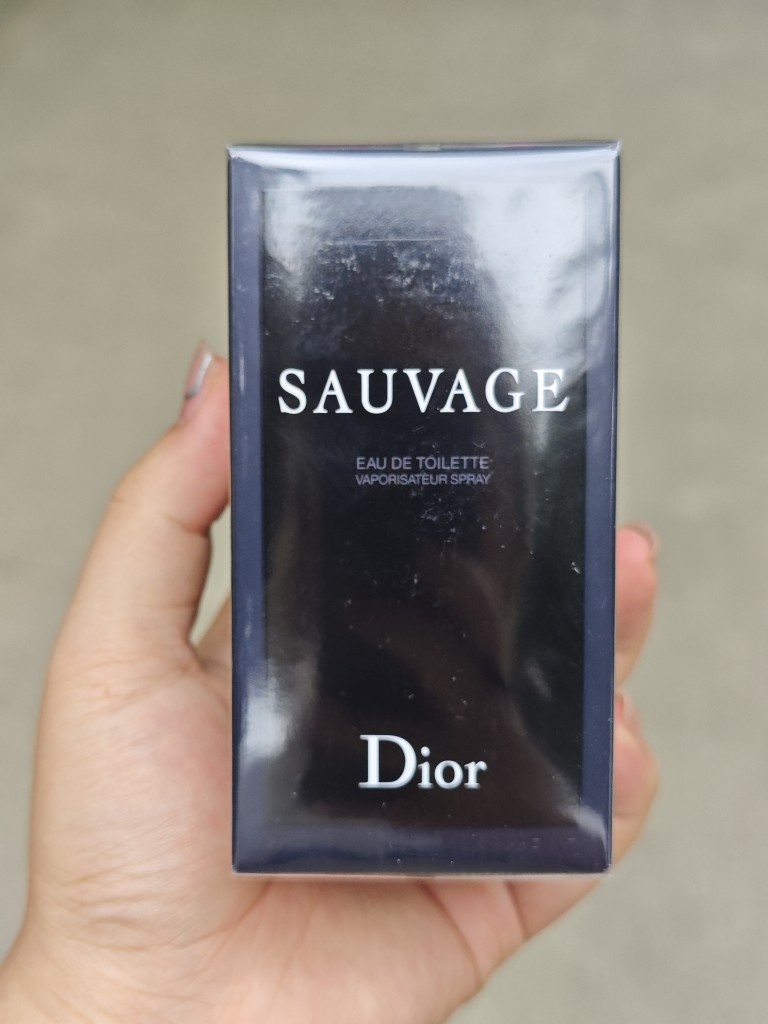 SAUVAGE
EAU DE TOILETTE
VAPORISATEUR SPRAY
Dior